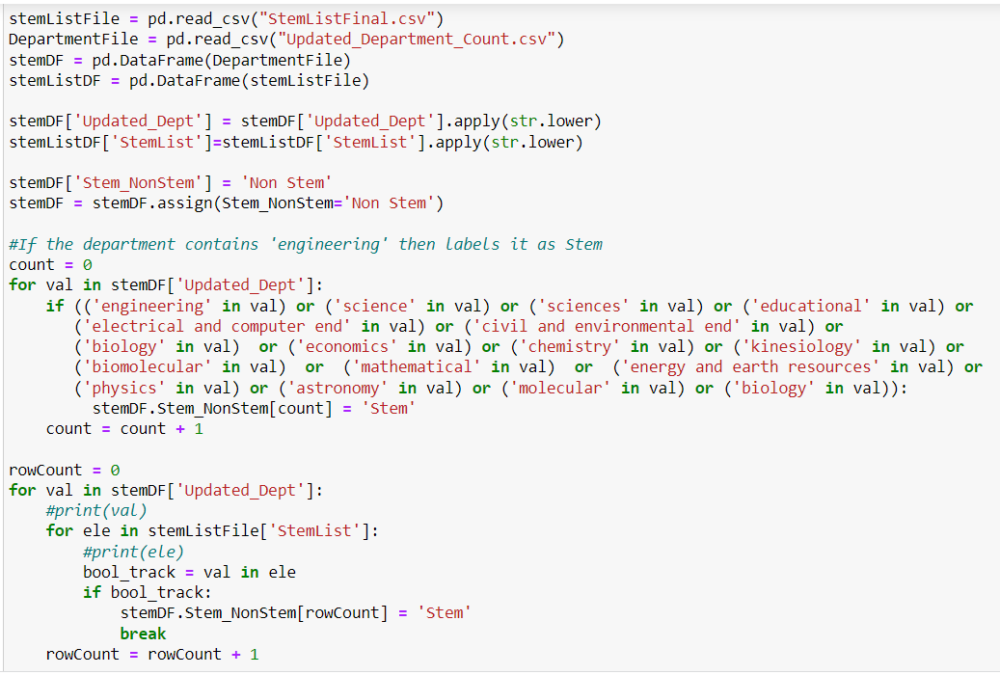 stemListFile = pd.read_csv("StemListFinal.csv")
DepartmentFile = pd.read_csv("Updated_Department_Count.csv")
stemDF = pd.DataFrame(DepartmentFile)
stemListDF = pd.DataFrame(stemListFile)

stemDF['Updated_Dept'] = stemDF['Updated_Dept'].apply(str.lower)
stemListDF['StemList']=stemListDF['StemList'].apply(str.lower)

stemDF['Stem_NonStem'] = 'Non Stem'
stemDF = stemDF.assign(Stem_NonStem='Non Stem')

#If the department contains 'engineering' then labels it as Stem
count = 0
for val in stemDF['Updated_Dept']:
    if (('engineering' in val) or ('science' in val) or ('sciences' in val) or ('educational' in val) or
       ('electrical and computer end' in val) or ('civil and environmental end' in val) or
       ('biology' in val)  or ('economics' in val) or ('chemistry' in val) or ('kinesiology' in val) or
       ('biomolecular' in val)  or  ('mathematical' in val)  or  ('energy and earth resources' in val) or
       ('physics' in val) or ('astronomy' in val) or ('molecular' in val) or ('biology' in val)):
         stemDF.Stem_NonStem[count] = 'Stem'
    count = count + 1

rowCount = 0
for val in stemDF['Updated_Dept']:
    #print(val)
    for ele in stemListFile['StemList']:
        #print(ele)
        bool_track = val in ele
        if bool_track:
            stemDF.Stem_NonStem[rowCount] = 'Stem'
            break
    rowCount = rowCount + 1